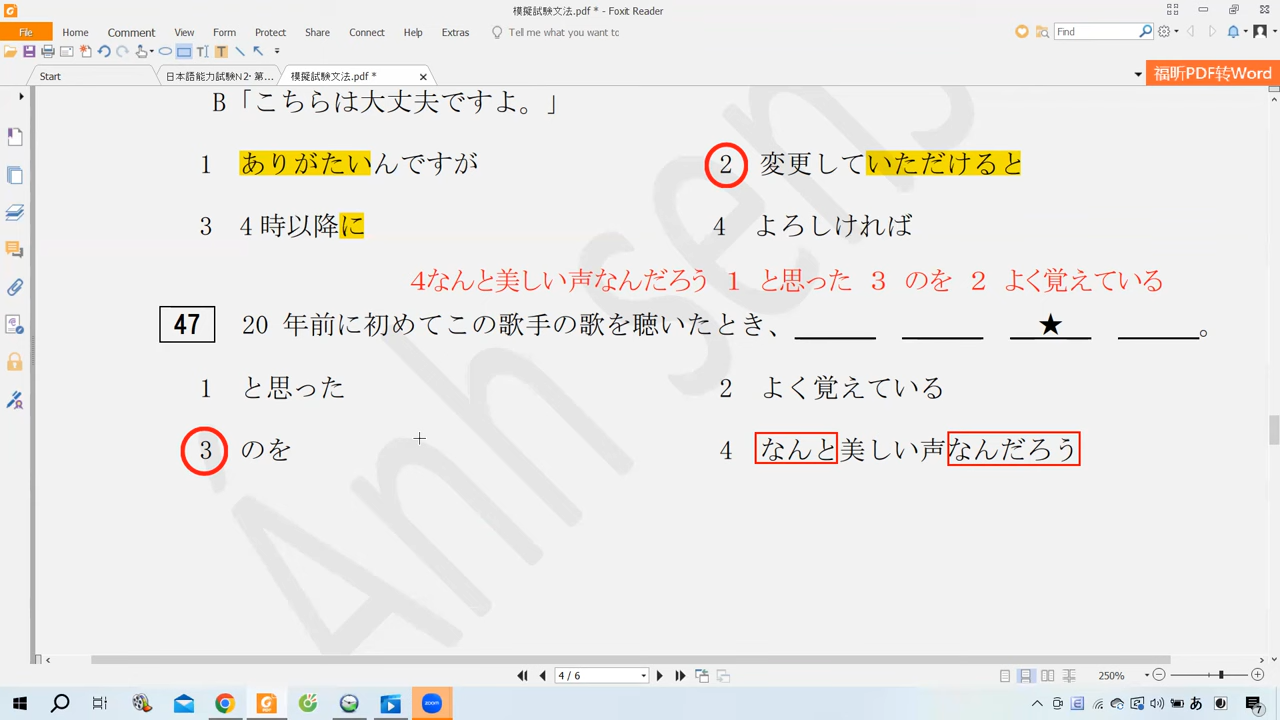 模擬試験文法.pdf * - Foxit Reader
File Home Comment View Form Protect Share Connect Help Extras Tell me what you want to Find
Start 日本語能力試験N2- 第... 模擬試験文法.pdf * 福昕PDF转Word
B「こちらは大丈夫ですよ。」
1 ありがたいんですが 2 変更していただけると
3 4時以降に 4 よろしければ
4なんと美しい声なんだろう 1 と思った 3 のを 2 よく覚えている
47 20 年前に初めてこの歌手の歌を聴いたとき、 ★ 。
1 と思った 2 よく覚えている
3 のを 4 なんと美しい声なんだろう
Anh sen
4 / 6 250%
zoom あ 7